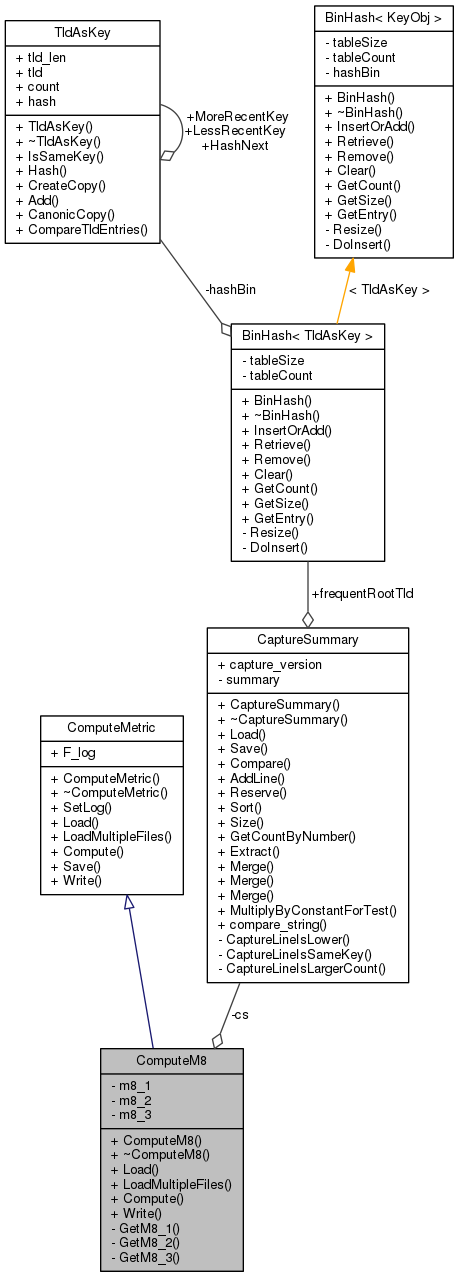 TldAsKey
+ tld_len
+ tld
+ count
+ hash
+ TldAsKey()
+ ~TldAsKey()
+ IsSameKey()
+ Hash()
+ CreateCopy()
+ Add()
+ CanonicCopy()
+ CompareTldEntries()
+MoreRecentKey
+LessRecentKey
+HashNext
BinHash< KeyObj >
- tableSize
- tableCount
- hashBin
+ BinHash()
+ ~BinHash()
+ InsertOrAdd()
+ Retrieve()
+ Remove()
+ Clear()
+ GetCount()
+ GetSize()
+ GetEntry()
- Resize()
- DoInsert()
-hashBin
< TldAsKey >
BinHash< TldAsKey >
- tableSize
- tableCount
+ BinHash()
+ ~BinHash()
+ InsertOrAdd()
+ Retrieve()
+ Remove()
+ Clear()
+ GetCount()
+ GetSize()
+ GetEntry()
- Resize()
- DoInsert()
+frequentRootTld
CaptureSummary
+ capture_version
- summary
+ CaptureSummary()
+ ~CaptureSummary()
+ Load()
+ Save()
+ Compare()
+ AddLine()
+ Reserve()
+ Sort()
+ Size()
+ GetCountByNumber()
+ Extract()
+ Merge()
+ Merge()
+ Merge()
+ MultiplyByConstantForTest()
+ compare_string()
- CaptureLineIsLower()
- CaptureLineIsSameKey()
- CaptureLineIsLargerCount()
ComputeMetric
+ F_log
+ ComputeMetric()
+ ~ComputeMetric()
+ SetLog()
+ Load()
+ LoadMultipleFiles()
+ Compute()
+ Save()
+ Write()
-cs
ComputeM8
- m8_1
- m8_2
- m8_3
+ ComputeM8()
+ ~ComputeM8()
+ Load()
+ LoadMultipleFiles()
+ Compute()
+ Write()
- GetM8_1()
- GetM8_2()
- GetM8_3()